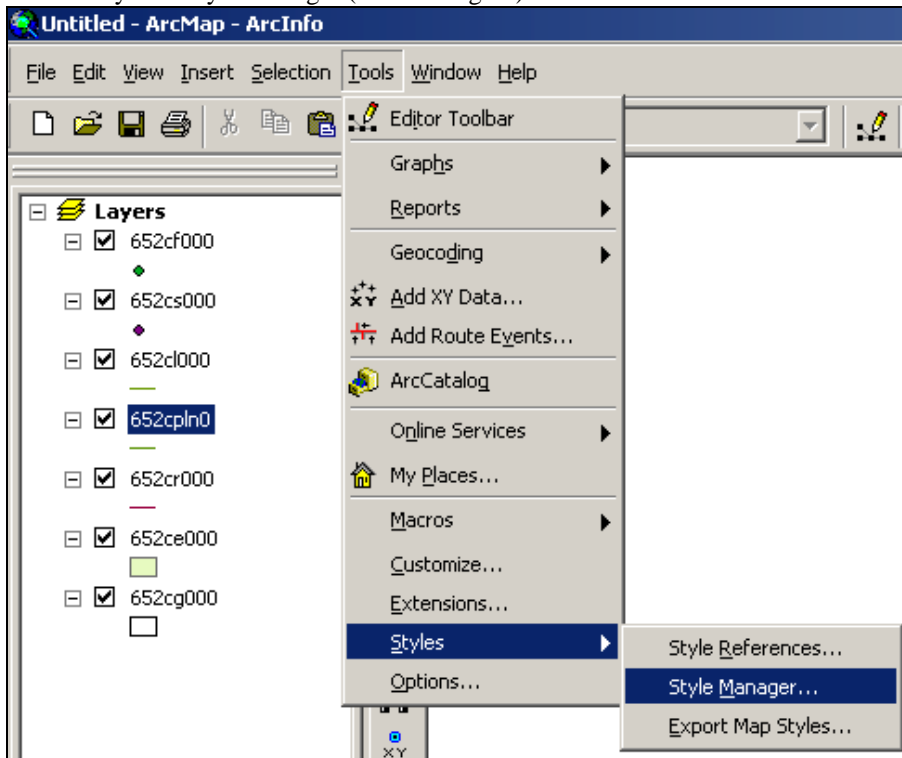 Untitled - ArcMap - ArcInfo
File Edit View Insert Selection Tools Window Help
Editor Toolbar
Graphs
Reports
Geocoding
Add XY Data...
Add Route Events...
ArcCatalog
Online Services
My Places...
Macros
Customize...
Extensions...
Styles
Options...
Style References...
Style Manager...
Export Map Styles...
Layers
652cf000
652cs000
652cl000
652cpln0
652cr000
652ce000
652cg000
XY